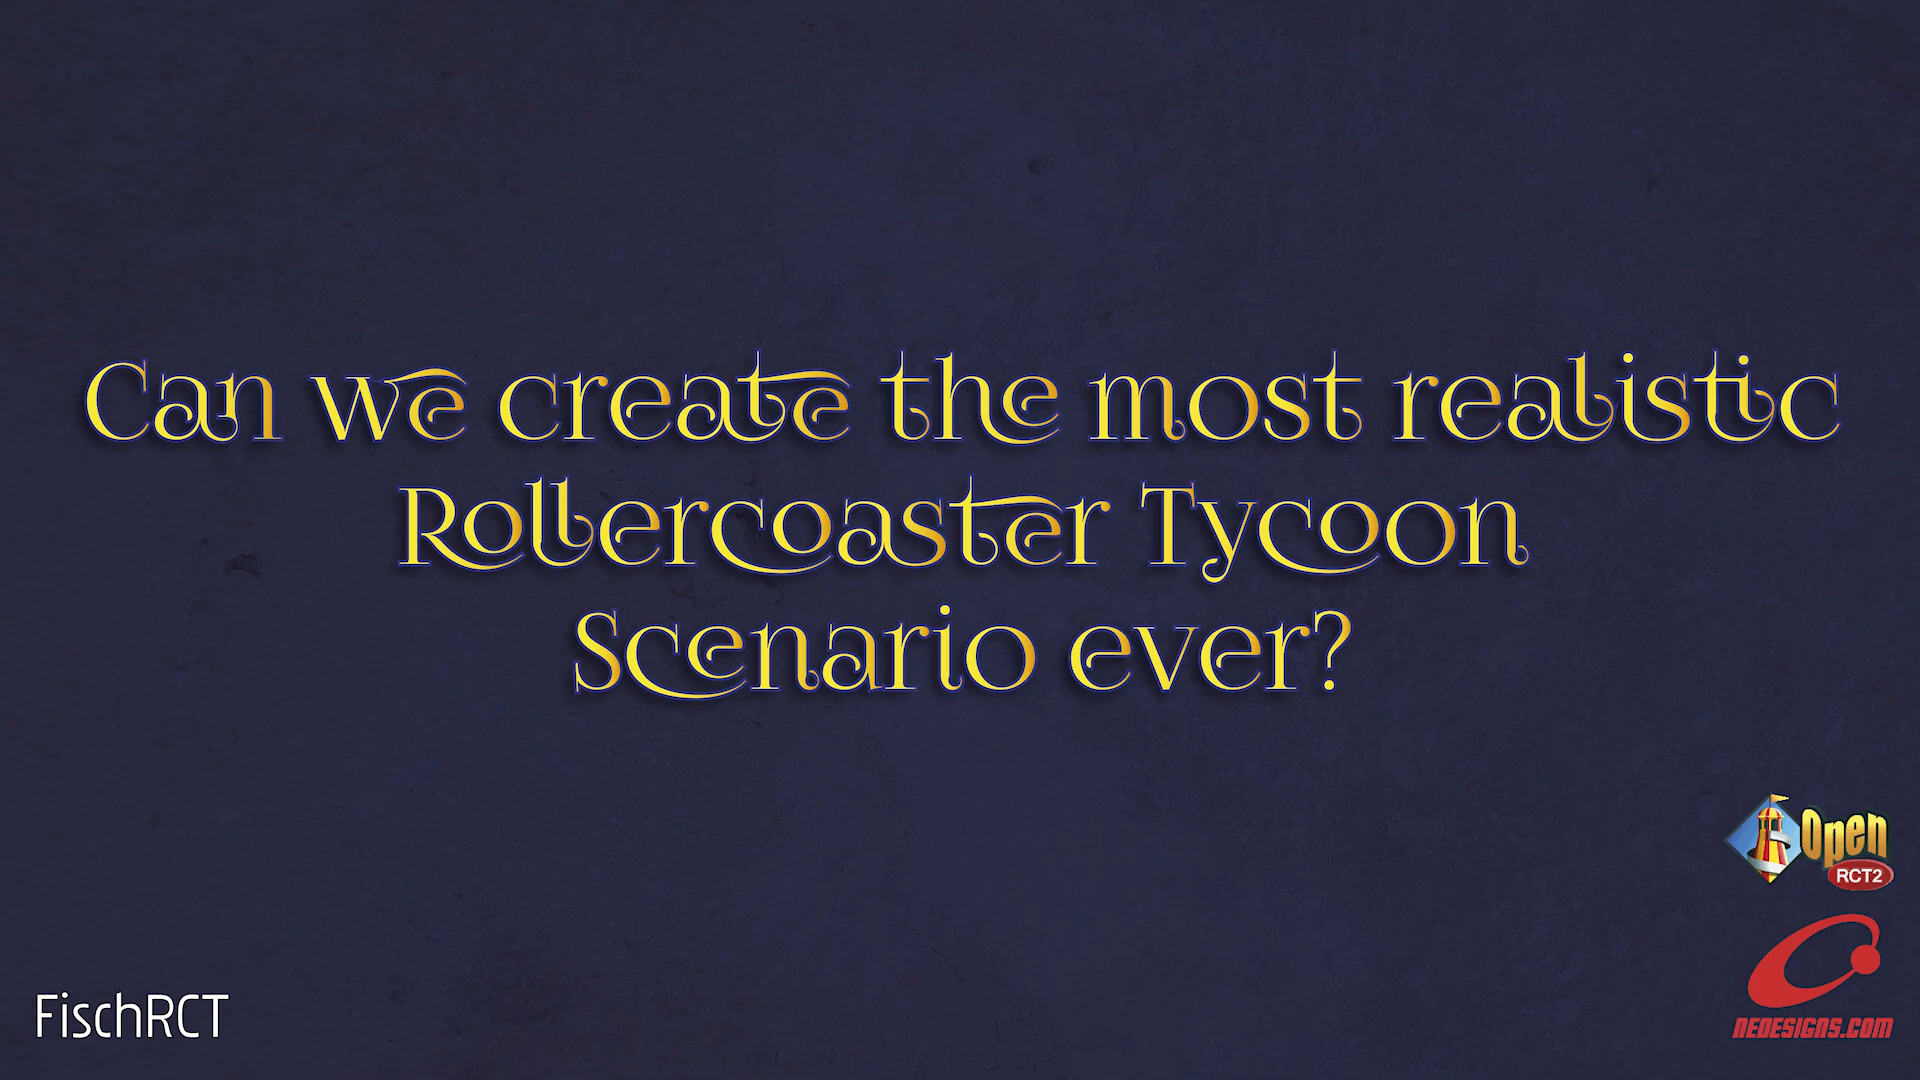 Can we create the most realistic
Rollercoaster Tycoon
Scenario ever?
Open
RCT2
FischRCT
NEDESIGNS.COM